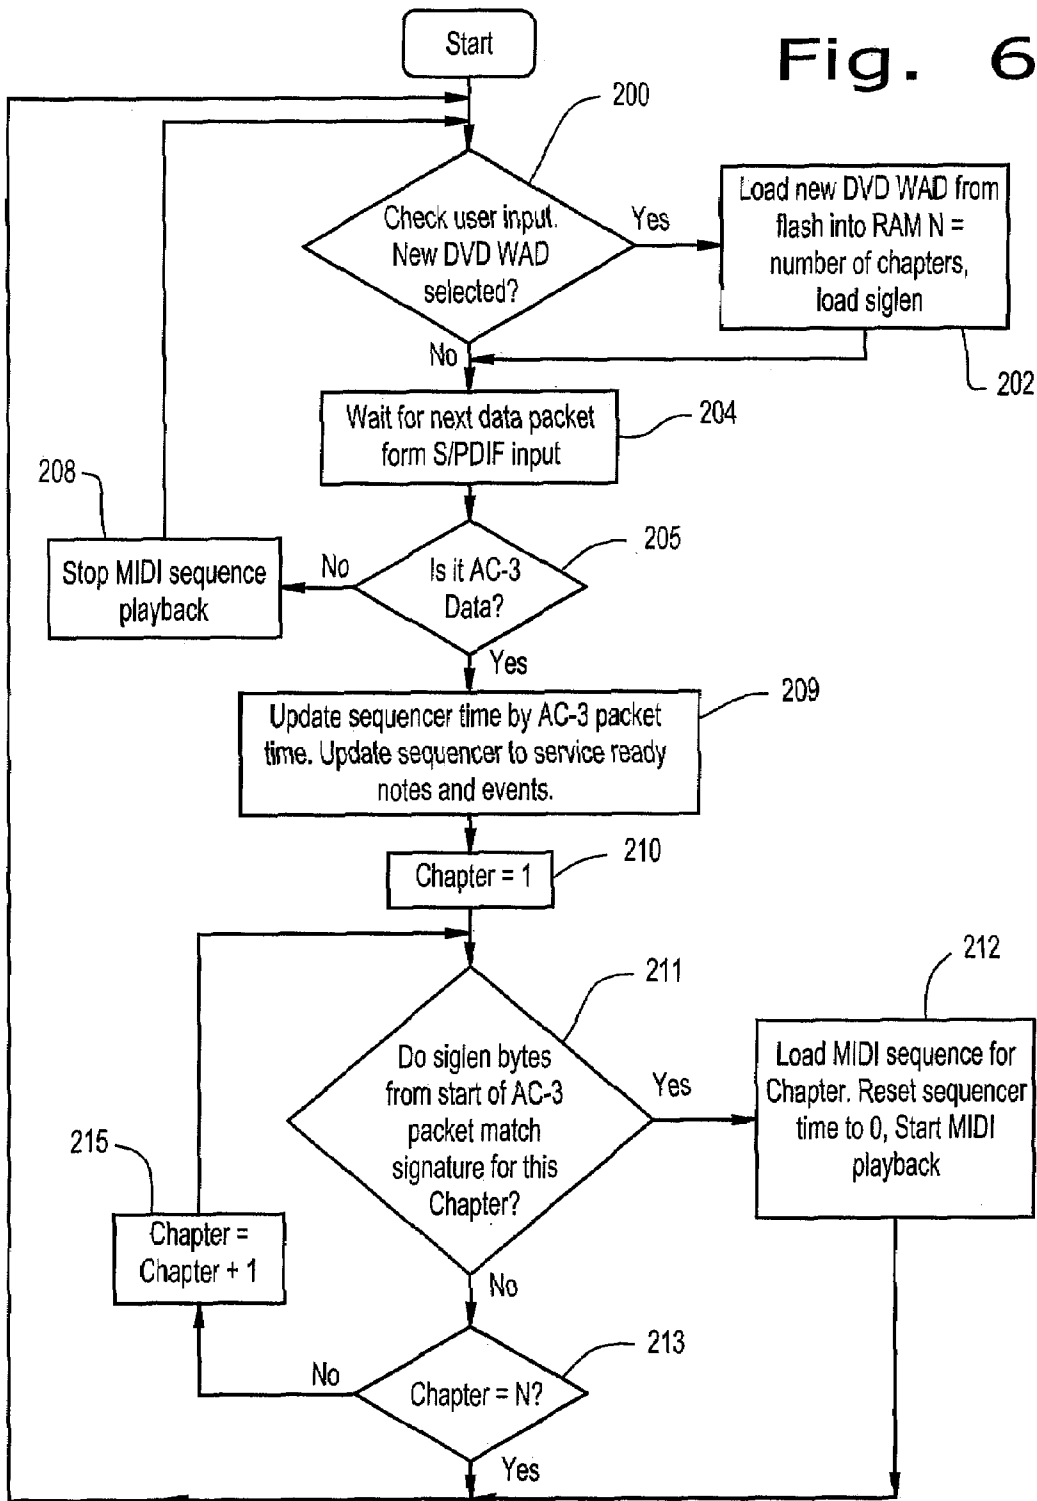 Start
Fig. 6
200
Check user input.
New DVD WAD
selected?
Yes
Load new DVD WAD from
flash into RAM N =
number of chapters,
load siglen
No
202
Wait for next data packet
form S/PDIF input
204
208
205
Stop MIDI sequence
playback
No
Is it AC-3
Data?
Yes
209
Update sequencer time by AC-3 packet
time. Update sequencer to service ready
notes and events.
210
Chapter = 1
211
212
Do siglen bytes
from start of AC-3
packet match
signature for this
Chapter?
Yes
Load MIDI sequence for
Chapter. Reset sequencer
time to 0, Start MIDI
playback
215
Chapter =
Chapter + 1
No
213
No
Chapter = N?
Yes